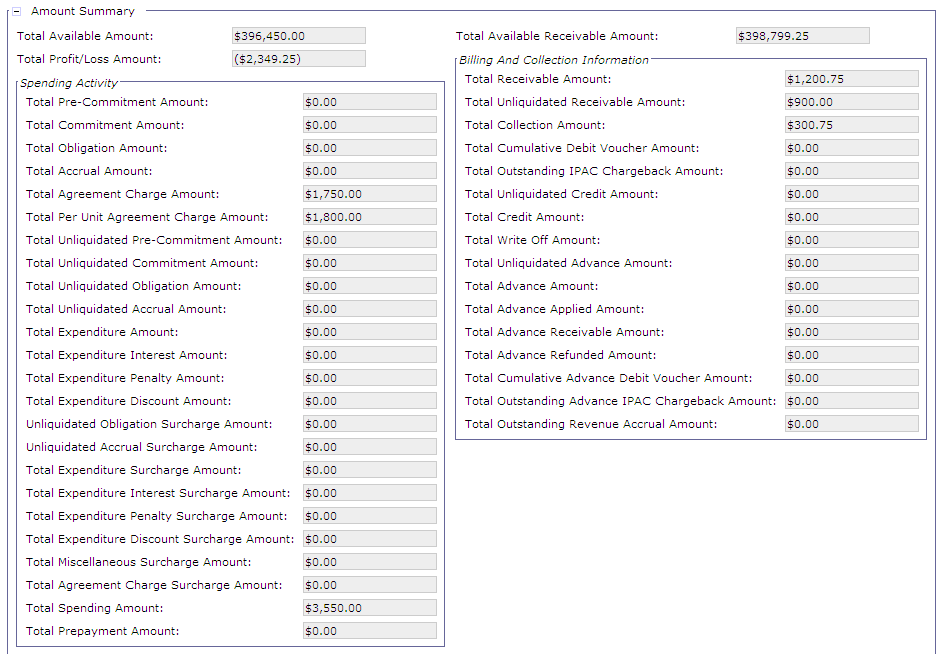 Amount Summary
Total Available Amount: $396,450.00
Total Available Receivable Amount: $398,799.25
Total Profit/Loss Amount: ($2,349.25)
Spending Activity
Total Pre-Commitment Amount: $0.00
Total Commitment Amount: $0.00
Total Obligation Amount: $0.00
Total Accrual Amount: $0.00
Total Agreement Charge Amount: $1,750.00
Total Per Unit Agreement Charge Amount: $1,800.00
Total Unliquidated Pre-Commitment Amount: $0.00
Total Unliquidated Commitment Amount: $0.00
Total Unliquidated Obligation Amount: $0.00
Total Unliquidated Accrual Amount: $0.00
Total Expenditure Amount: $0.00
Total Expenditure Interest Amount: $0.00
Total Expenditure Penalty Amount: $0.00
Total Expenditure Discount Amount: $0.00
Unliquidated Obligation Surcharge Amount: $0.00
Unliquidated Accrual Surcharge Amount: $0.00
Total Expenditure Surcharge Amount: $0.00
Total Expenditure Interest Surcharge Amount: $0.00
Total Expenditure Penalty Surcharge Amount: $0.00
Total Expenditure Discount Surcharge Amount: $0.00
Total Miscellaneous Surcharge Amount: $0.00
Total Agreement Charge Surcharge Amount: $0.00
Total Spending Amount: $3,550.00
Total Prepayment Amount: $0.00
Billing And Collection Information
Total Receivable Amount: $1,200.75
Total Unliquidated Receivable Amount: $900.00
Total Collection Amount: $300.75
Total Cumulative Debit Voucher Amount: $0.00
Total Outstanding IPAC Chargeback Amount: $0.00
Total Unliquidated Credit Amount: $0.00
Total Credit Amount: $0.00
Total Write Off Amount: $0.00
Total Unliquidated Advance Amount: $0.00
Total Advance Amount: $0.00
Total Advance Applied Amount: $0.00
Total Advance Receivable Amount: $0.00
Total Advance Refunded Amount: $0.00
Total Cumulative Advance Debit Voucher Amount: $0.00
Total Outstanding Advance IPAC Chargeback Amount: $0.00
Total Outstanding Revenue Accrual Amount: $0.00